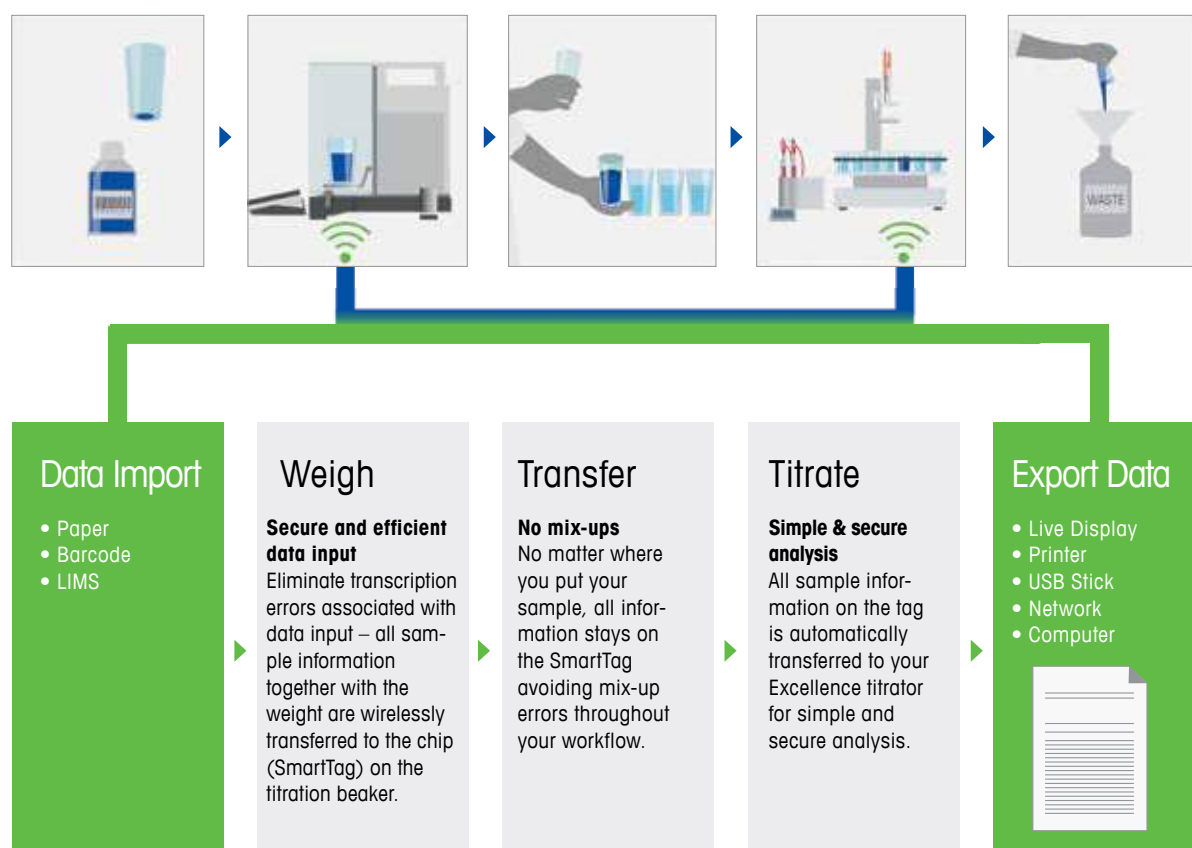 WASTE
Data Import
• Paper
• Barcode
• LIMS
Weigh
Secure and efficient
data input
Eliminate transcription
errors associated with
data input – all sam-
ple information
together with the
weight are wirelessly
transferred to the chip
(SmartTag) on the
titration beaker.
Transfer
No mix-ups
No matter where
you put your
sample, all infor-
mation stays on
the SmartTag
avoiding mix-up
errors throughout
your workflow.
Titrate
Simple & secure
analysis
All sample infor-
mation on the tag
is automatically
transferred to your
Excellence titrator
for simple and
secure analysis.
Export Data
• Live Display
• Printer
• USB Stick
• Network
• Computer